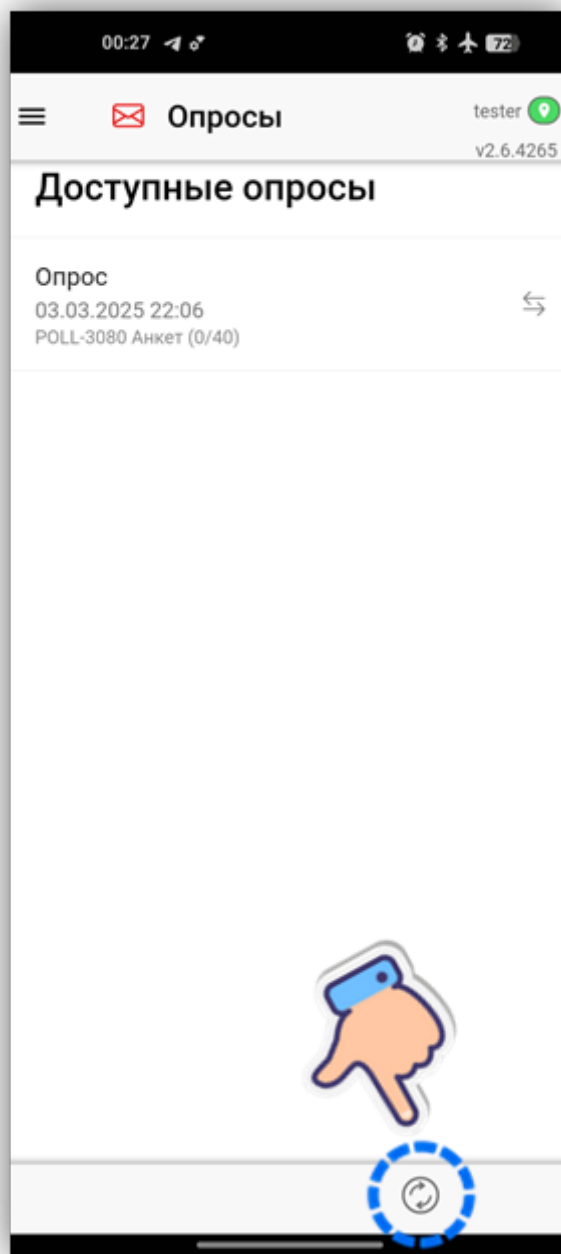 00:27
72
Опросы
tester
v2.6.4265
Доступные опросы
Опрос
03.03.2025 22:06
POLL-3080 Анкет (0/40)